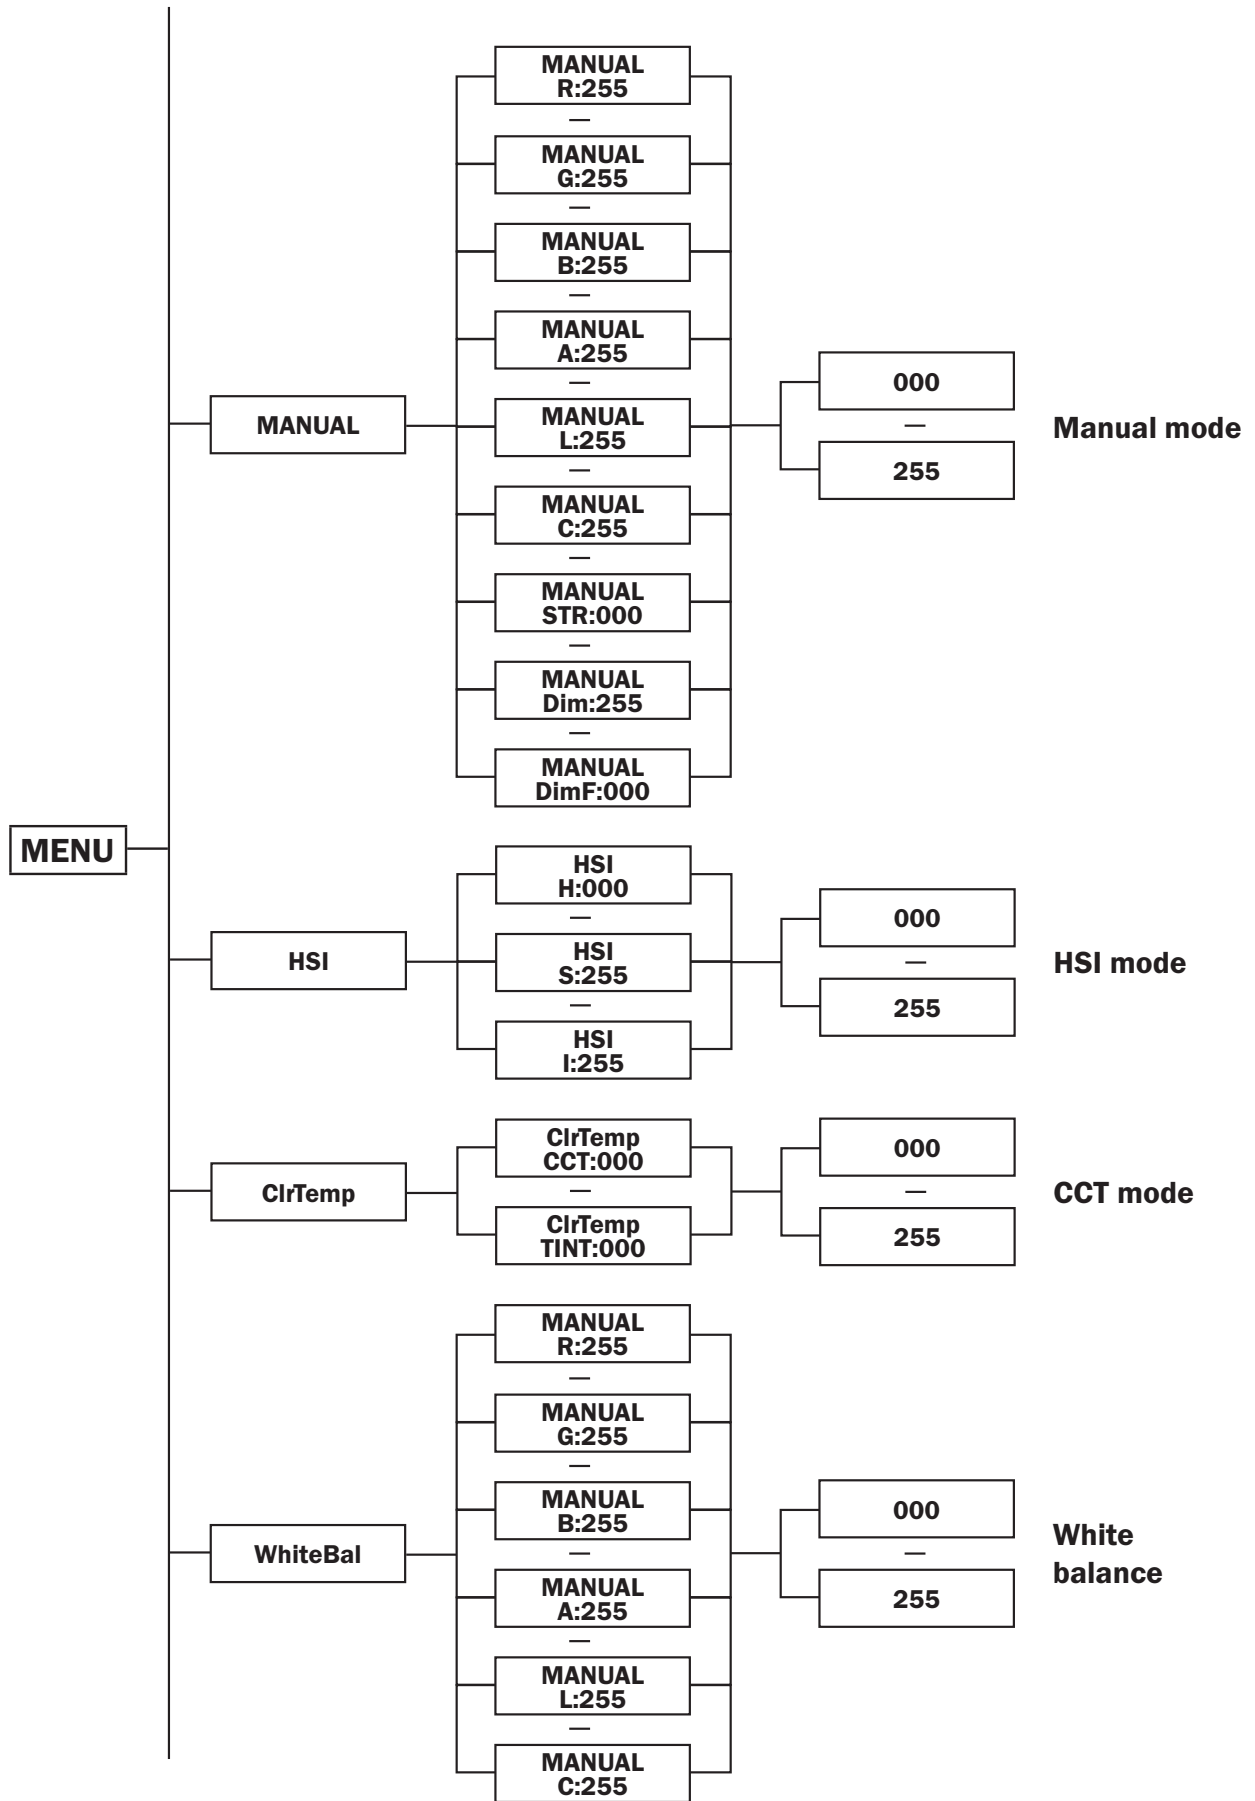 MANUAL
R:255
—
MANUAL
G:255
—
MANUAL
B:255
—
MANUAL
A:255
—
MANUAL
L:255
—
MANUAL
C:255
—
MANUAL
STR:000
—
MANUAL
Dim:255
—
MANUAL
DimF:000
MANUAL
000
—
255
Manual mode
MENU
HSI
H:000
—
HSI
S:255
—
HSI
I:255
HSI
000
—
255
HSI mode
ClrTemp
CCT:000
—
ClrTemp
TINT:000
ClrTemp
000
—
255
CCT mode
MANUAL
R:255
—
MANUAL
G:255
—
MANUAL
B:255
—
MANUAL
A:255
—
MANUAL
L:255
—
MANUAL
C:255
WhiteBal
000
—
255
White
balance